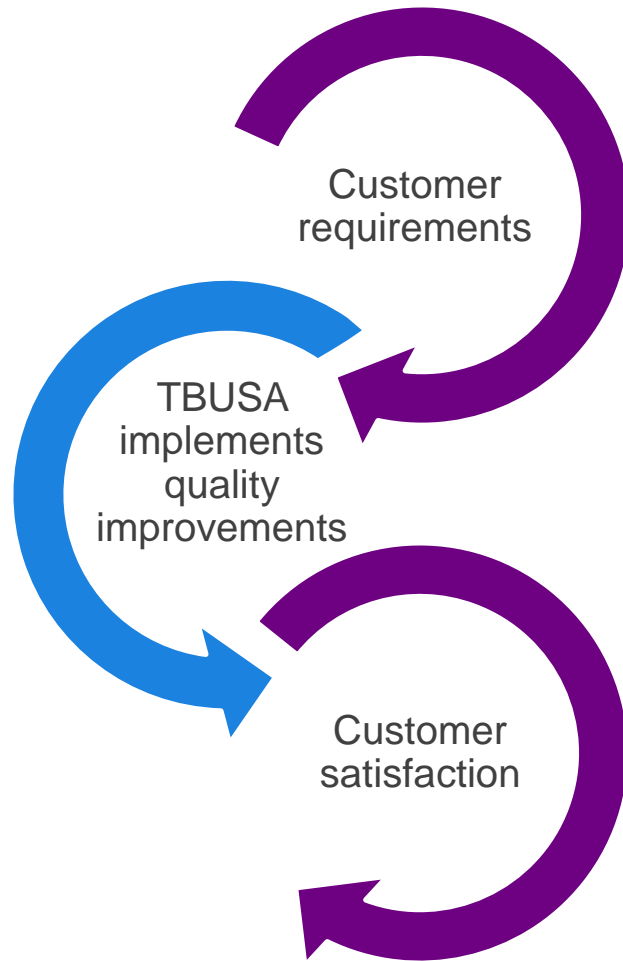 Customer
requirements
TBUSA
implements
quality
improvements
Customer
satisfaction